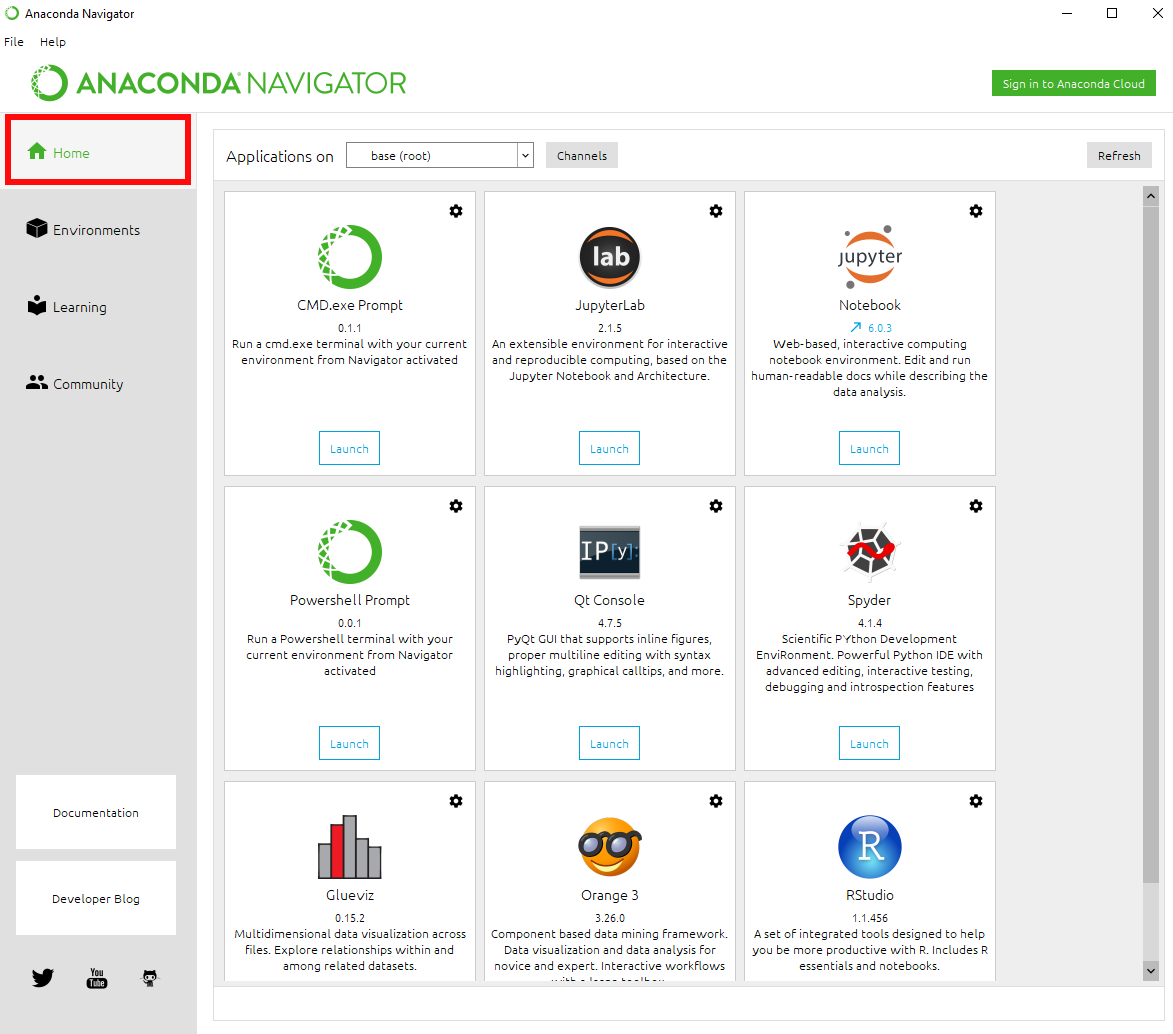 Anaconda Navigator
File Help
ANACONDA NAVIGATOR
Sign in to Anaconda Cloud
Home
Environments
Learning
Community
Documentation
Developer Blog
You
Tube
Applications on
base (root)
Channels
Refresh
CMD.exe Prompt
0.1.1
Run a cmd.exe terminal with your current
environment from Navigator activated
Launch
lab
JupyterLab
2.1.5
An extensible environment for interactive
and reproducible computing, based on the
Jupyter Notebook and Architecture.
Launch
jupyter
Notebook
6.0.3
Web-based, interactive computing
notebook environment. Edit and run
human-readable docs while describing the
data analysis.
Launch
Powershell Prompt
0.0.1
Run a Powershell terminal with your
current environment from Navigator
activated
Launch
IP[y]:
Qt Console
4.7.5
PyQt GUI that supports inline figures,
proper multiline editing with syntax
highlighting, graphical calltips, and more.
Launch
Spyder
4.1.4
Scientific PYthon Development
EnviRonment. Powerful Python IDE with
advanced editing, interactive testing,
debugging and introspection features
Launch
Glueviz
0.15.2
Multidimensional data visualization across
files. Explore relationships within and
among related datasets.
Orange 3
3.26.0
Component based data mining framework.
Data visualization and data analysis for
novice and expert. Interactive workflows
R
RStudio
1.1.456
A set of integrated tools designed to help
you be more productive with R. Includes R
essentials and notebooks.